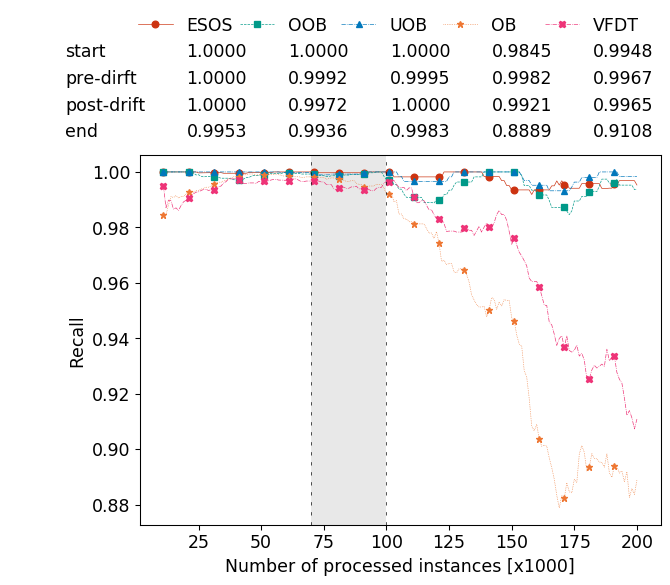 ESOS OOB UOB OB VFDT
start 1.0000 1.0000 1.0000 0.9845 0.9948
pre-dirft 1.0000 0.9992 0.9995 0.9982 0.9967
post-drift 1.0000 0.9972 1.0000 0.9921 0.9965
end 0.9953 0.9936 0.9983 0.8889 0.9108
1.00
0.98
0.96
0.94
0.92
0.90
0.88
Recall
25 50 75 100 125 150 175 200
Number of processed instances [x1000]